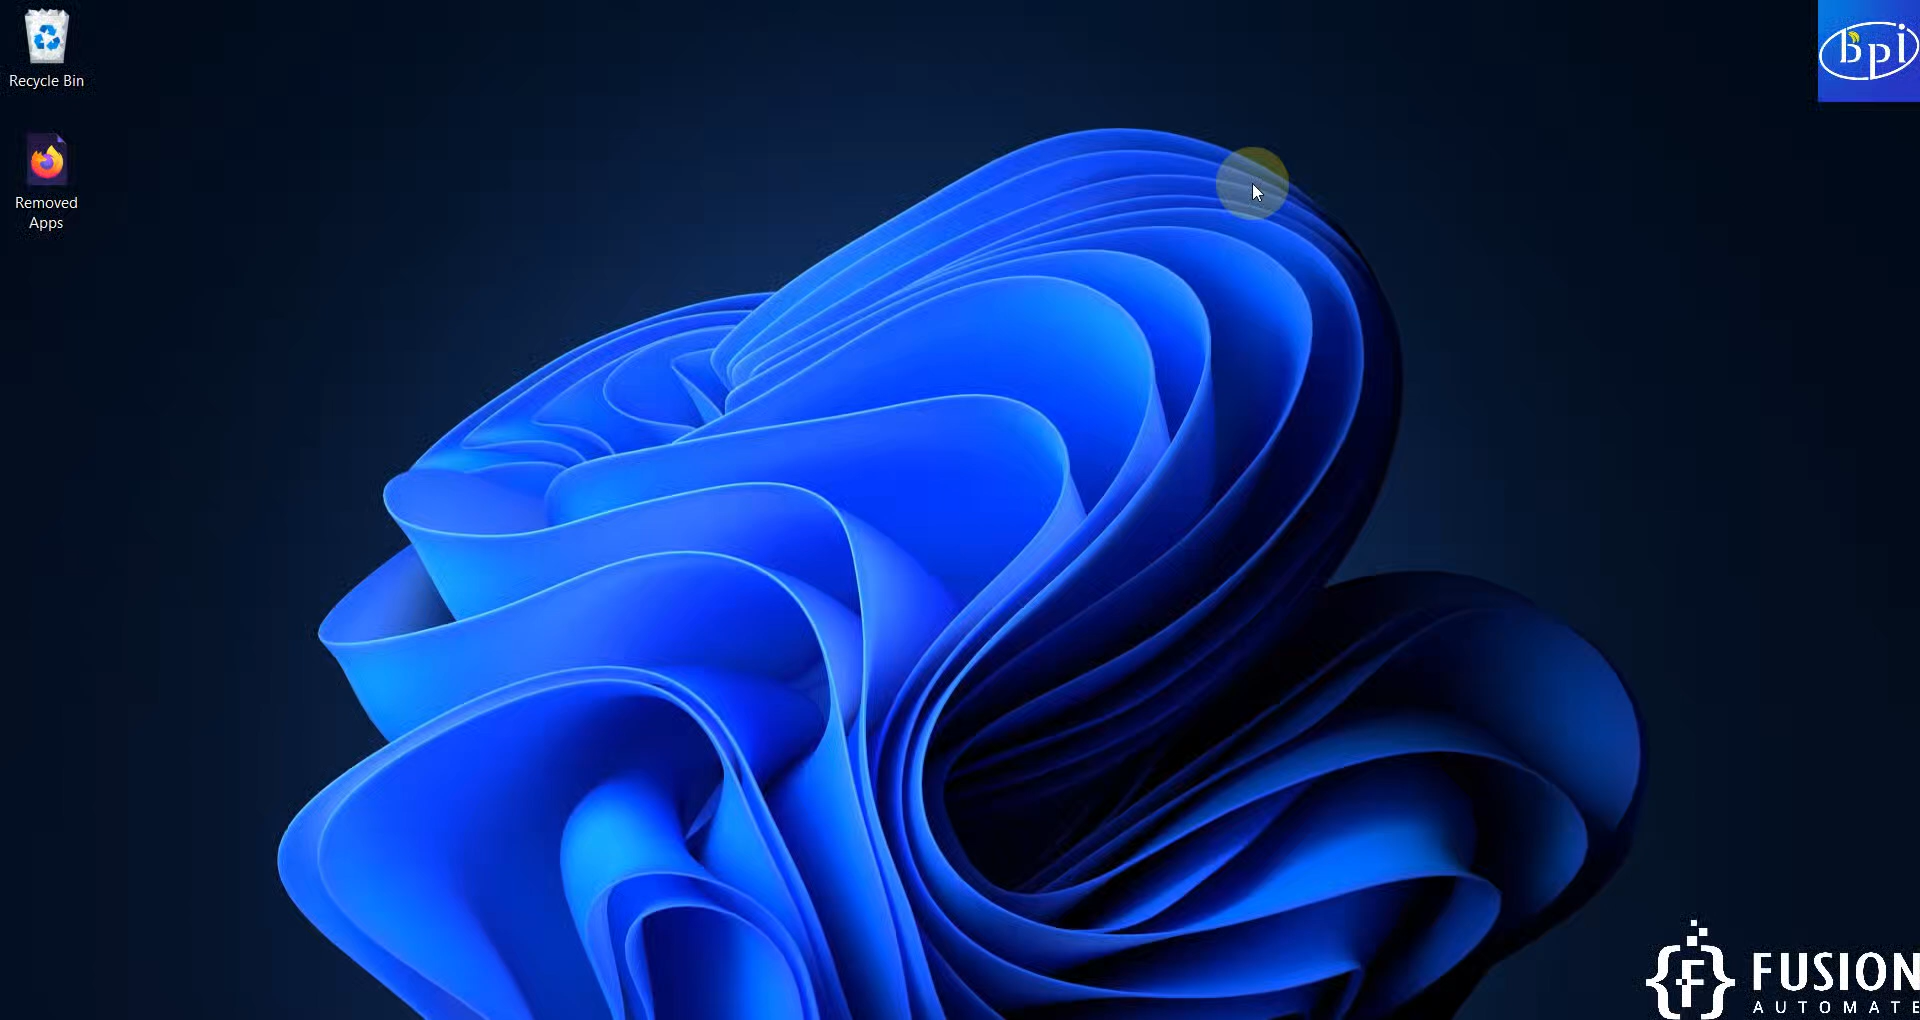 Recycle Bin
bpi
Removed
Apps
{F} FUSION
AUTOMATE